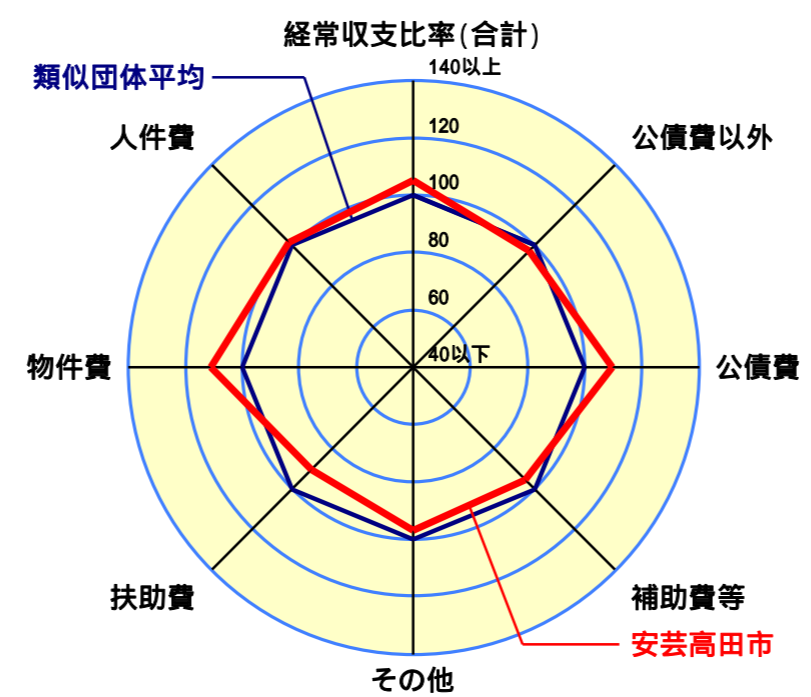 経常収支比率(合計)
140以上
類似団体平均
人件費
120
公債費以外
100
80
60
40以下
物件費
公債費
扶助費
補助費等
安芸高田市
その他